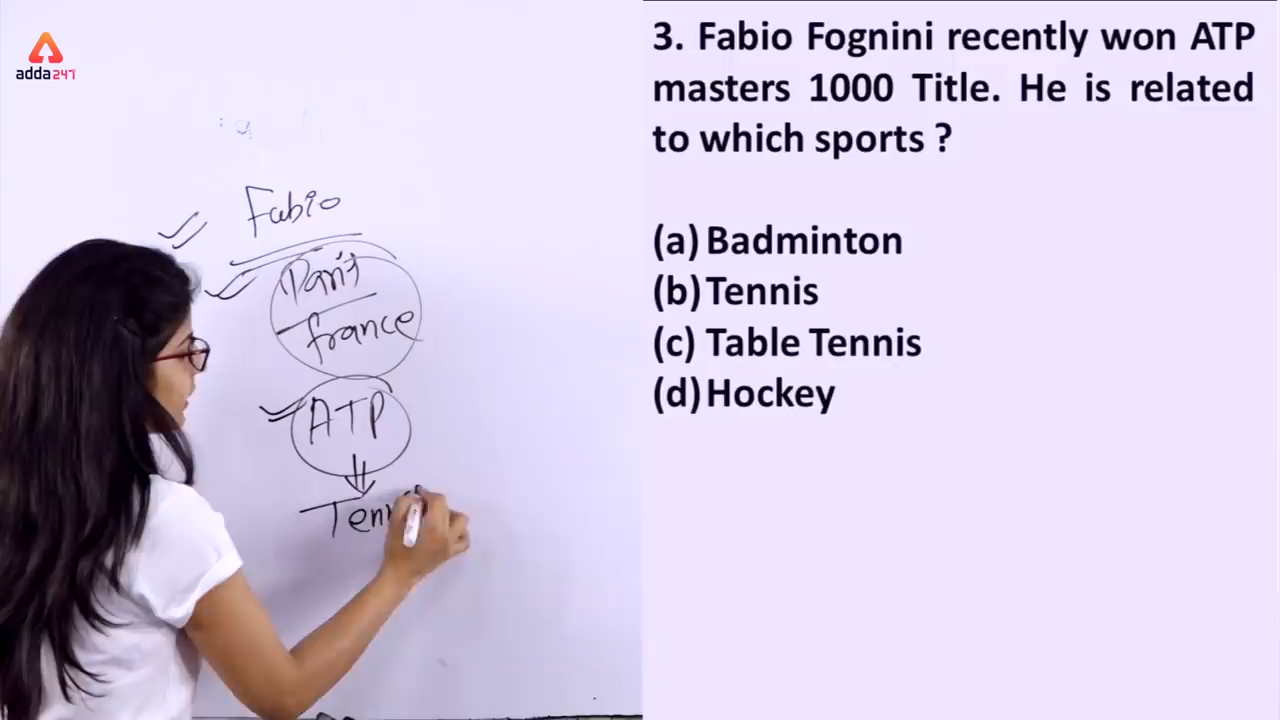 adda247
Fabio
Paris
france
ATP
Tenn
3. Fabio Fognini recently won ATP
masters 1000 Title. He is related
to which sports ?
(a) Badminton
(b) Tennis
(c) Table Tennis
(d) Hockey